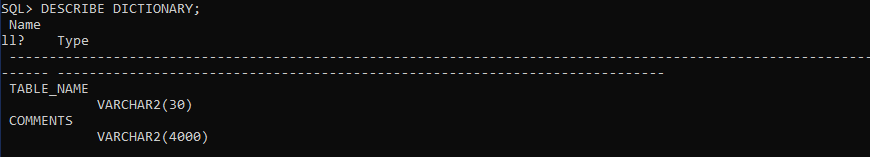 SQL> DESCRIBE DICTIONARY;
Name
ll?    Type
-----------------------------------------------------------------------------------------------------------
------ ----------------------------------------------------------------------------
TABLE_NAME
VARCHAR2(30)
COMMENTS
VARCHAR2(4000)